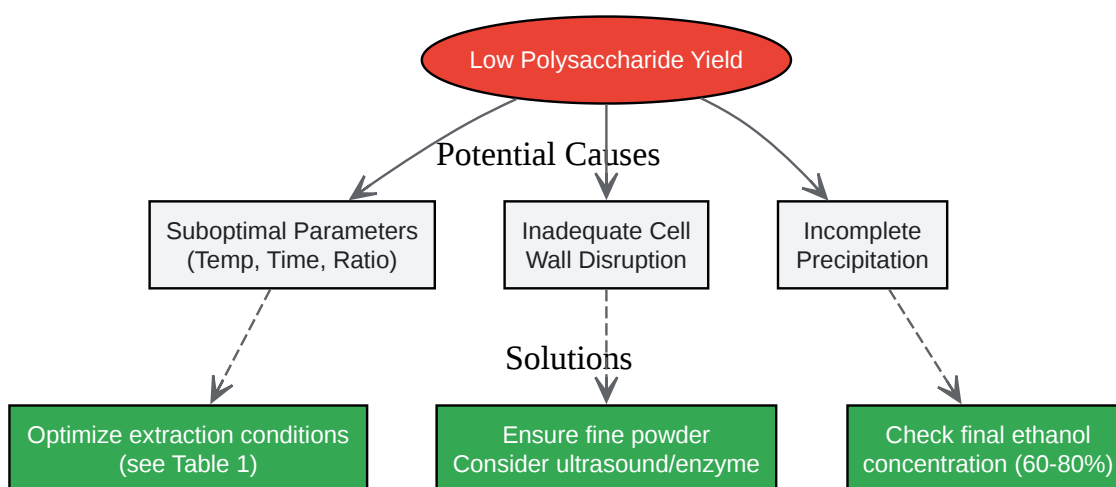 Low Polysaccharide Yield
Potential Causes
Suboptimal Parameters
(Temp, Time, Ratio)
Inadequate Cell
Wall Disruption
Incomplete
Precipitation
Solutions
Optimize extraction conditions
(see Table 1)
Ensure fine powder
Consider ultrasound/enzyme
Check final ethanol
concentration (60-80%)